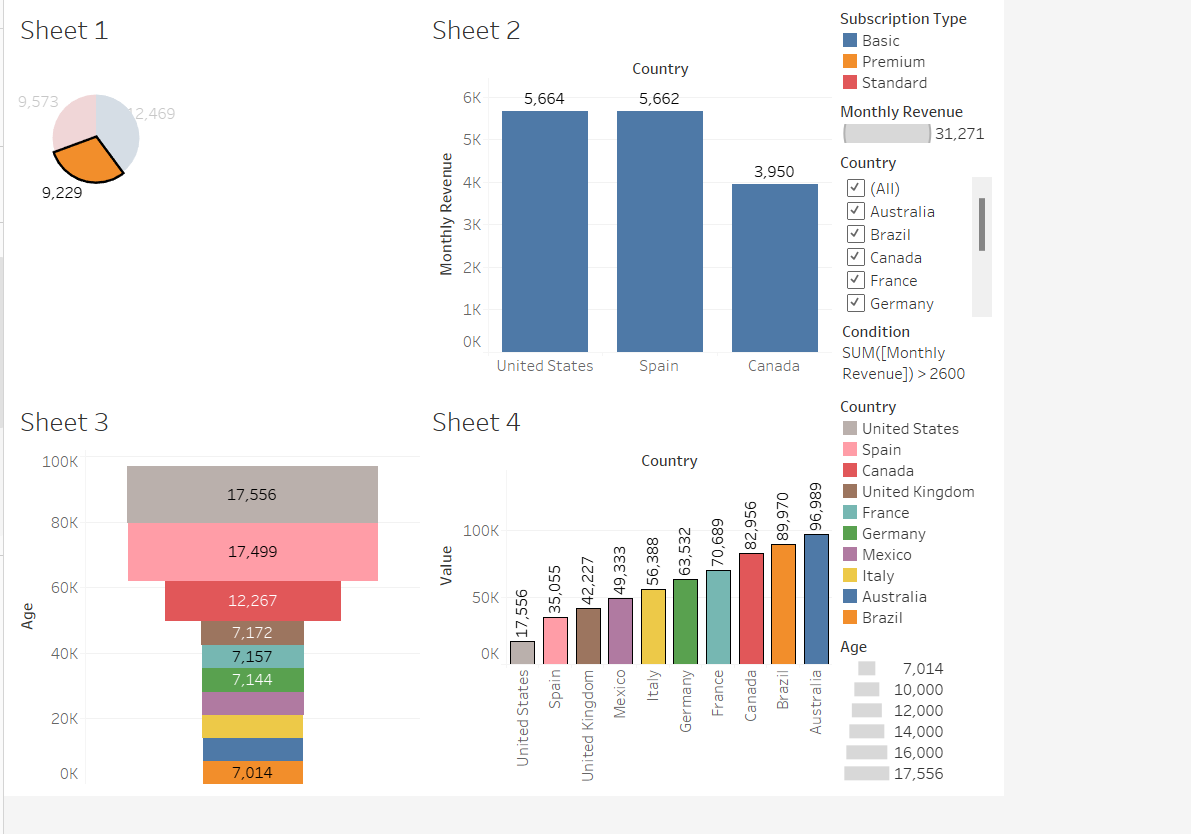 Sheet 1
9,573
12,469
9,229
Sheet 2
Country
Monthly Revenue
6K
5K
4K
3K
2K
1K
0K
5,664
5,662
3,950
United States
Spain
Canada
Subscription Type
Basic
Premium
Standard
Monthly Revenue
31,271
Country
(All)
Australia
Brazil
Canada
France
Germany
Condition
SUM([Monthly
Revenue]) > 2600
Sheet 3
Age
100K
80K
60K
40K
20K
0K
17,556
17,499
12,267
7,172
7,157
7,144
7,014
Sheet 4
Country
Value
100K
50K
0K
17,556
35,055
42,227
49,333
56,388
63,532
70,689
82,956
89,970
96,989
United States
Spain
United Kingdom
Mexico
Italy
Germany
France
Canada
Brazil
Australia
Country
United States
Spain
Canada
United Kingdom
France
Germany
Mexico
Italy
Australia
Brazil
Age
7,014
10,000
12,000
14,000
16,000
17,556